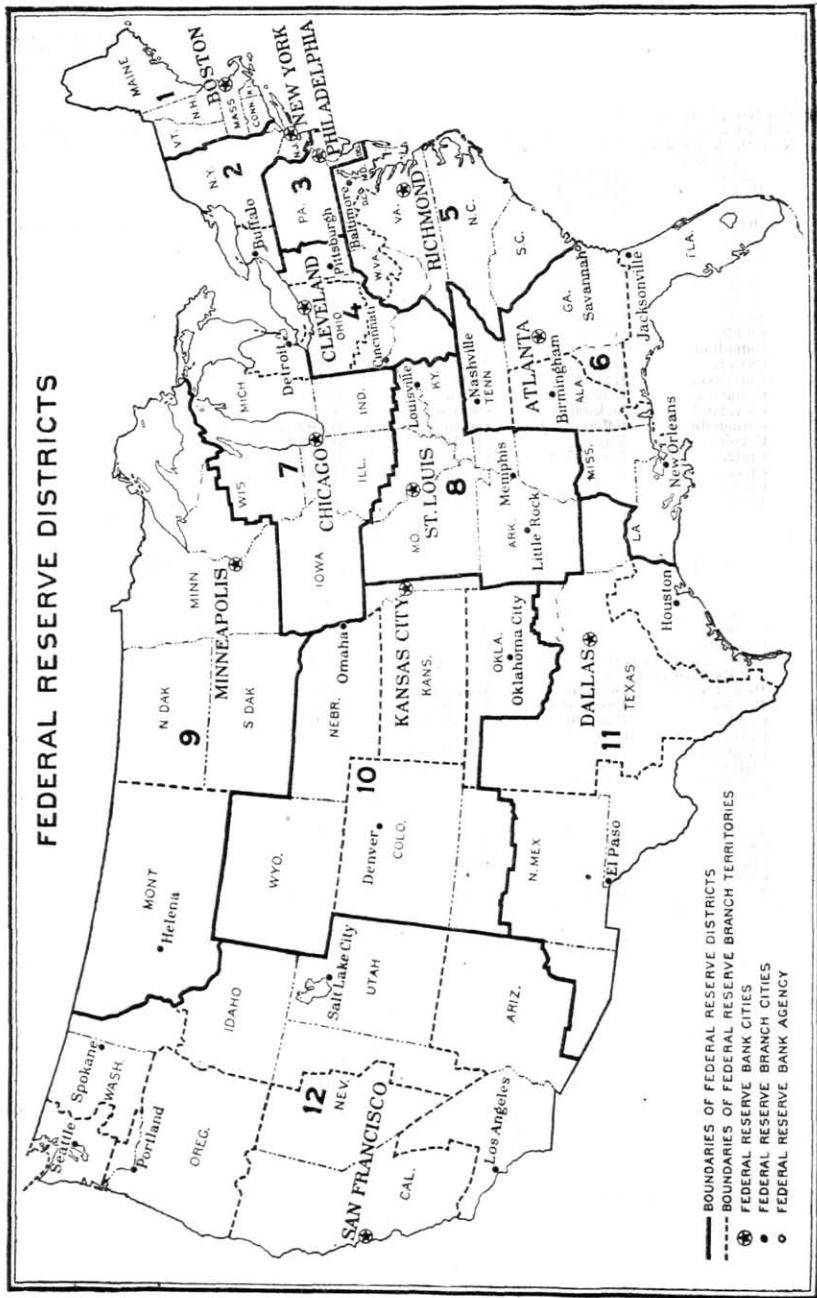 FEDERAL RESERVE DISTRICTS
MAINE
1
VT.
N.H.
BOSTON
MASS
CONN
R.I.
N.Y.
2
Buffalo
NEW YORK
N.J.
PHILADELPHIA
PA.
3
Pittsburgh
CLEVELAND
OHIO
4
Cincinnati
Baltimore
MD.
DEL.
D.C.
W.VA.
VA.
RICHMOND
5
N.C.
S.C.
MICH
Detroit
WIS
7
CHICAGO
IND.
ILL.
IOWA
Louisville
KY.
MO.
ST. LOUIS
8
Nashville
TENN
Memphis
ARK.
Little Rock
ATLANTA
Birmingham
ALA
6
GA.
Savannah
Jacksonville
FLA.
MISS.
New Orleans
LA
MINN
MINNEAPOLIS
N DAK
9
S DAK
MONT
Helena
NEBR.
Omaha
KANSAS CITY
KANS.
10
WYO.
Denver
COLO.
OKLA.
Oklahoma City
DALLAS
TEXAS
11
Houston
N. MEX
El Paso
Seattle
Spokane
WASH.
Portland
OREG.
IDAHO
12
NEV.
Salt Lake City
UTAH
SAN FRANCISCO
CAL.
Los Angeles
ARIZ.
BOUNDARIES OF FEDERAL RESERVE DISTRICTS
BOUNDARIES OF FEDERAL RESERVE BRANCH TERRITORIES
FEDERAL RESERVE BANK CITIES
FEDERAL RESERVE BRANCH CITIES
FEDERAL RESERVE BANK AGENCY